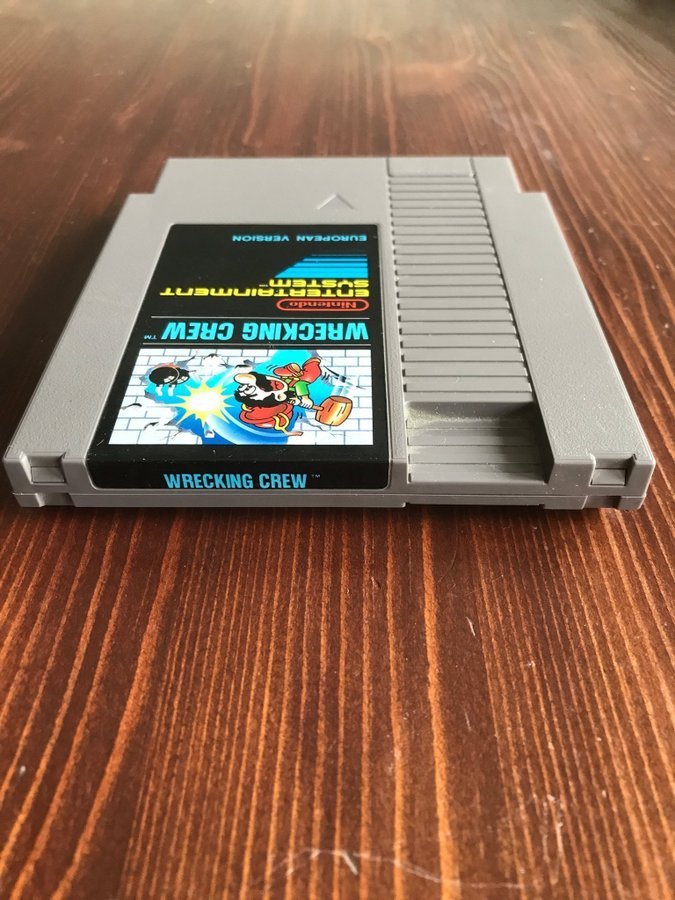 WRECKING CREW™
Nintendo
ENTERTAINMENT
SYSTEM™
EUROPEAN VERSION
WRECKING CREW™